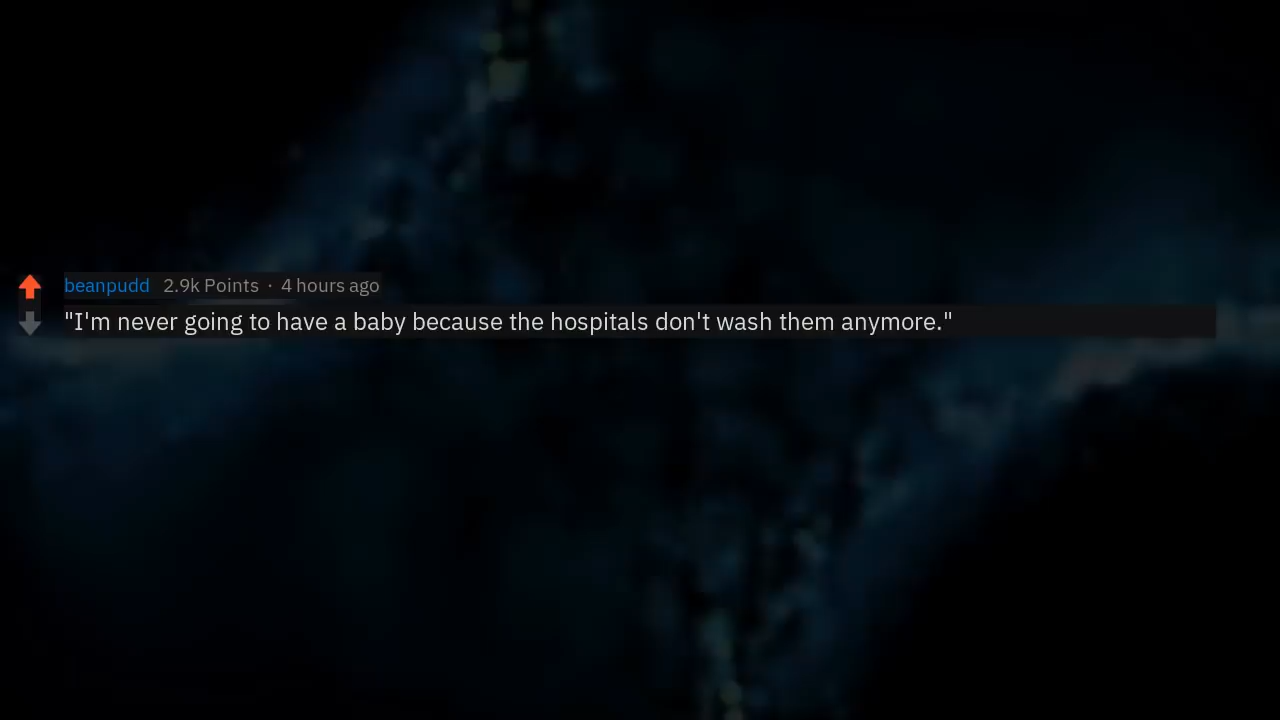 beanpudd 2.9k Points · 4 hours ago
"I'm never going to have a baby because the hospitals don't wash them anymore."